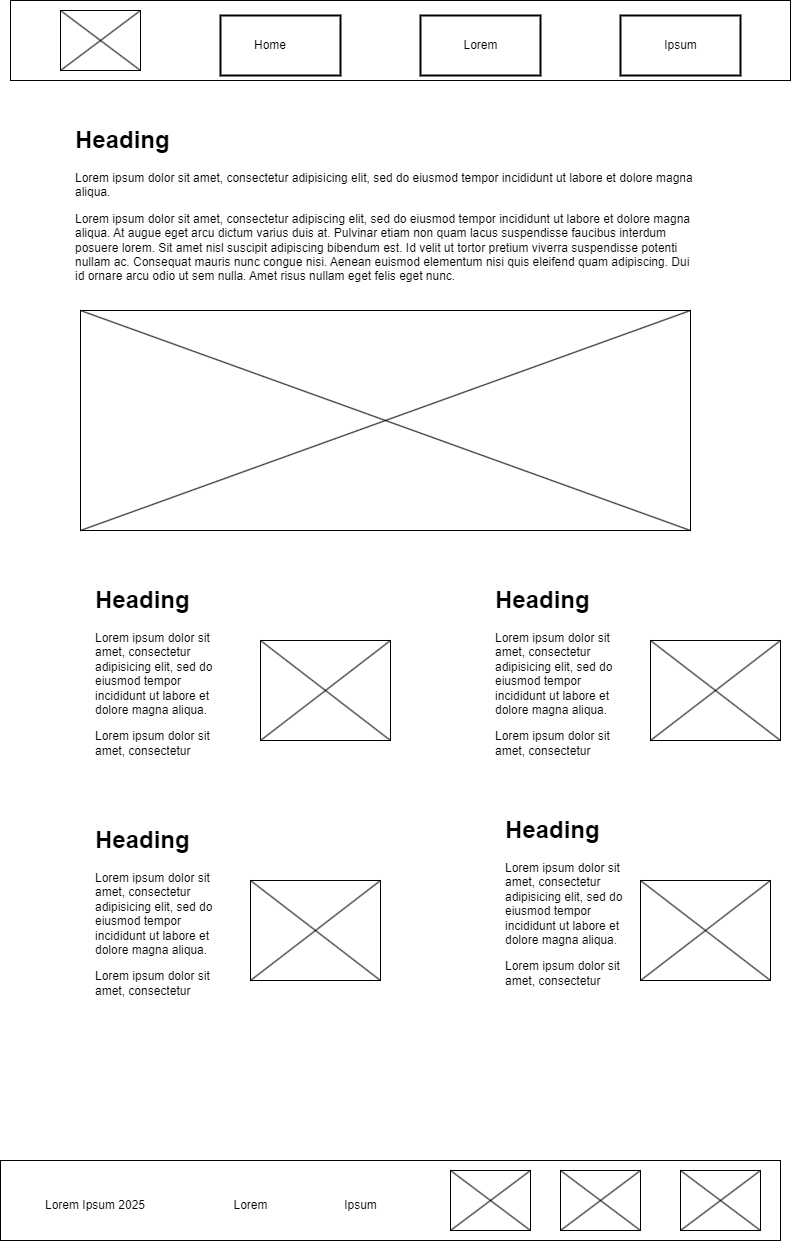 Home
Lorem
Ipsum
Heading
Lorem ipsum dolor sit amet, consectetur adipisicing elit, sed do eiusmod tempor incididunt ut labore et dolore magna
aliqua.
Lorem ipsum dolor sit amet, consectetur adipiscing elit, sed do eiusmod tempor incididunt ut labore et dolore magna
aliqua. At augue eget arcu dictum varius duis at. Pulvinar etiam non quam lacus suspendisse faucibus interdum
posuere lorem. Sit amet nisl suscipit adipiscing bibendum est. Id velit ut tortor pretium viverra suspendisse potenti
nullam ac. Consequat mauris nunc congue nisi. Aenean euismod elementum nisi quis eleifend quam adipiscing. Dui
id ornare arcu odio ut sem nulla. Amet risus nullam eget felis eget nunc.
Heading
Lorem ipsum dolor sit
amet, consectetur
adipisicing elit, sed do
eiusmod tempor
incididunt ut labore et
dolore magna aliqua.
Lorem ipsum dolor sit
amet, consectetur
Heading
Lorem ipsum dolor sit
amet, consectetur
adipisicing elit, sed do
eiusmod tempor
incididunt ut labore et
dolore magna aliqua.
Lorem ipsum dolor sit
amet, consectetur
Heading
Lorem ipsum dolor sit
amet, consectetur
adipisicing elit, sed do
eiusmod tempor
incididunt ut labore et
dolore magna aliqua.
Lorem ipsum dolor sit
amet, consectetur
Heading
Lorem ipsum dolor sit
amet, consectetur
adipisicing elit, sed do
eiusmod tempor
incididunt ut labore et
dolore magna aliqua.
Lorem ipsum dolor sit
amet, consectetur
Lorem Ipsum 2025
Lorem
Ipsum